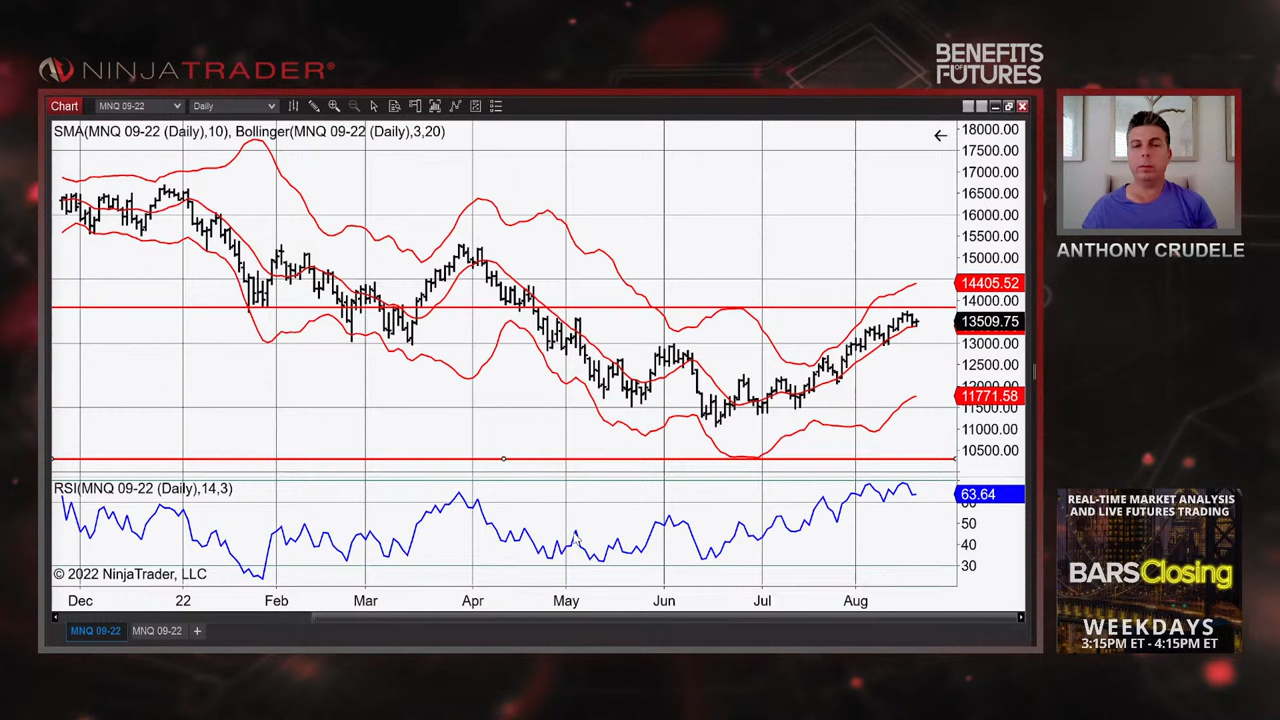 NINJATRADER®
BENEFITS
OF
FUTURES
Chart
MNQ 09-22
Daily
SMA(MNQ 09-22 (Daily),10), Bollinger(MNQ 09-22 (Daily),3,20)
18000.00
17500.00
17000.00
16500.00
16000.00
15500.00
15000.00
14405.52
14000.00
13509.75
13000.00
12500.00
12000.00
11771.58
11500.00
11000.00
10500.00
RSI(MNQ 09-22 (Daily),14,3)
63.64
50
40
30
© 2022 NinjaTrader, LLC
Dec 22 Feb Mar Apr May Jun Jul Aug
MNQ 09-22 MNQ 09-22 +
ANTHONY CRUDELE
REAL-TIME MARKET ANALYSIS
AND LIVE FUTURES TRADING
BARSClosing
WEEKDAYS
3:15PM ET - 4:15PM ET